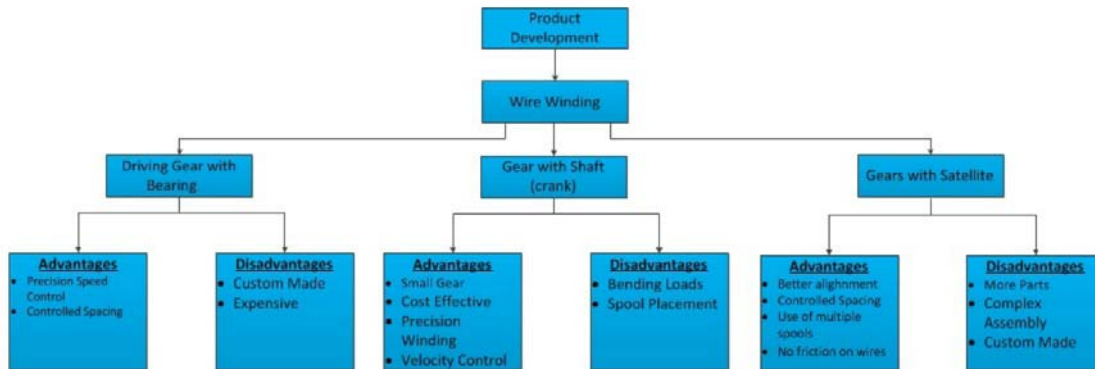 Product
Development
Wire Winding
Driving Gear with
Bearing
Gear with Shaft
(crank)
Gears with Satellite
Advantages
Precision Speed
Control
Controlled Spacing
Disadvantages
Custom Made
Expensive
Advantages
Small Gear
Cost Effective
Precision
Winding
Velocity Control
Disadvantages
Bending Loads
Spool Placement
Advantages
Better alighnment
Controlled Spacing
Use of multiple
spools
No friction on wires
Disadvantages
More Parts
Complex
Assembly
Custom Made